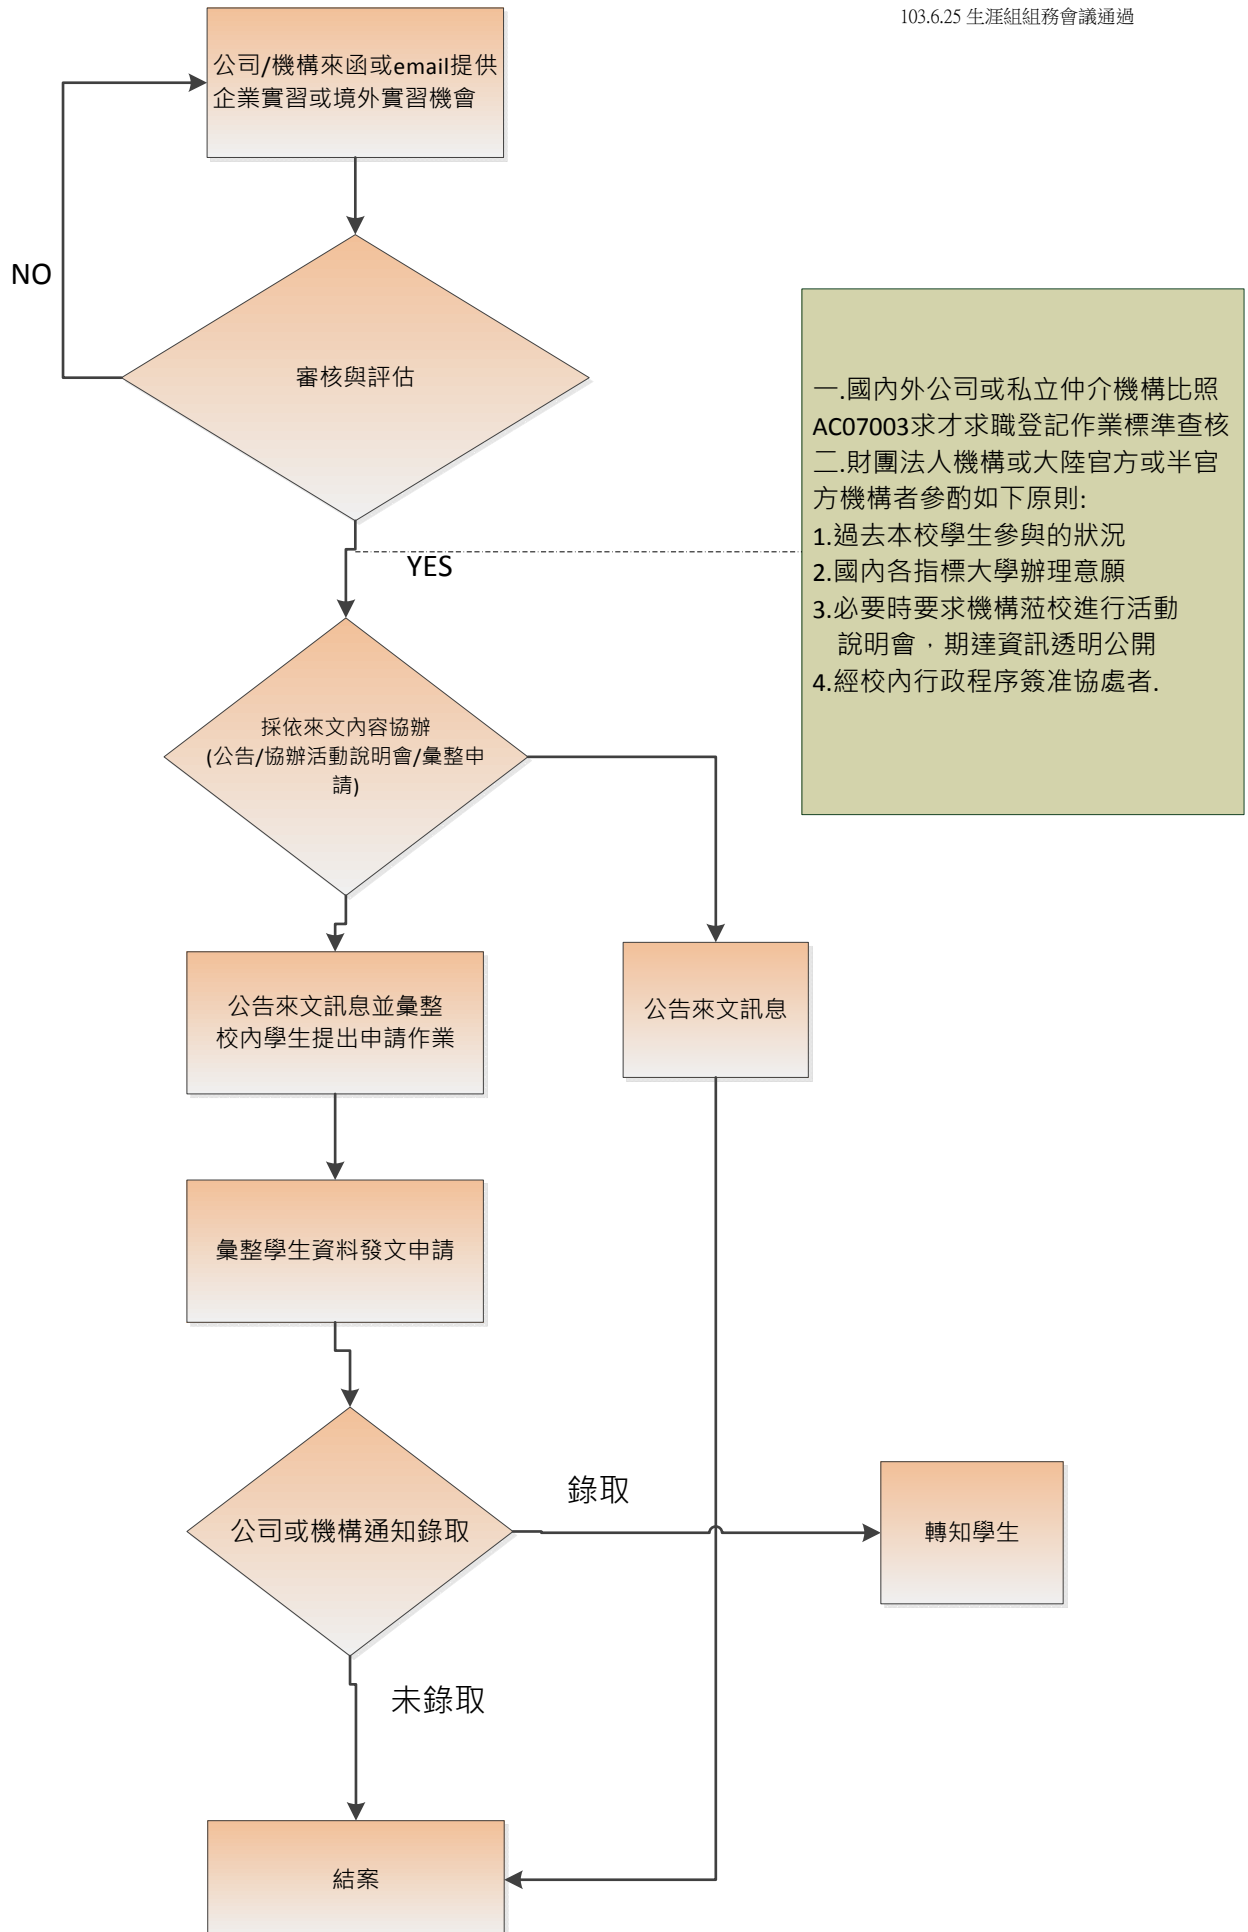 103.6.25 生涯組組務會議通過
公司/機構來函或email提供
企業實習或境外實習機會
NO
審核與評估
一.國內外公司或私立仲介機構比照
AC07003求才求職登記作業標準查核
二.財團法人機構或大陸官方或半官
方機構者參酌如下原則:
1.過去本校學生參與的狀況
2.國內各指標大學辦理意願
3.必要時要求機構蒞校進行活動
說明會，期達資訊透明公開
4.經校內行政程序簽准協處者.
YES
採依來文內容協辦
(公告/協辦活動說明會/彙整申
請)
公告來文訊息並彙整
校內學生提出申請作業
公告來文訊息
彙整學生資料發文申請
錄取
公司或機構通知錄取
轉知學生
未錄取
結案